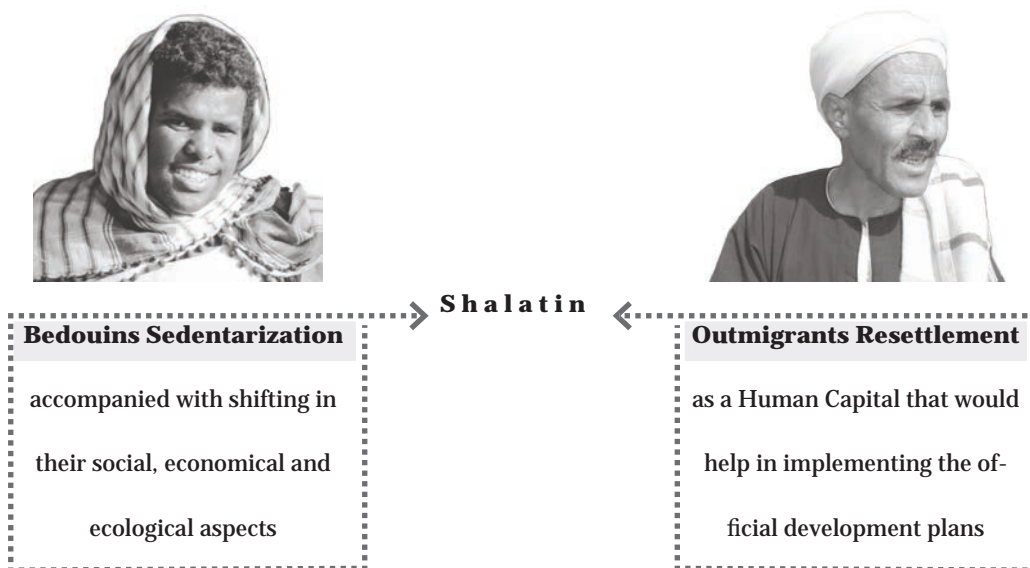 Shalatin
Bedouins Sedentarization
accompanied with shifting in
their social, economical and
ecological aspects
Outmigrants Resettlement
as a Human Capital that would
help in implementing the of-
ficial development plans